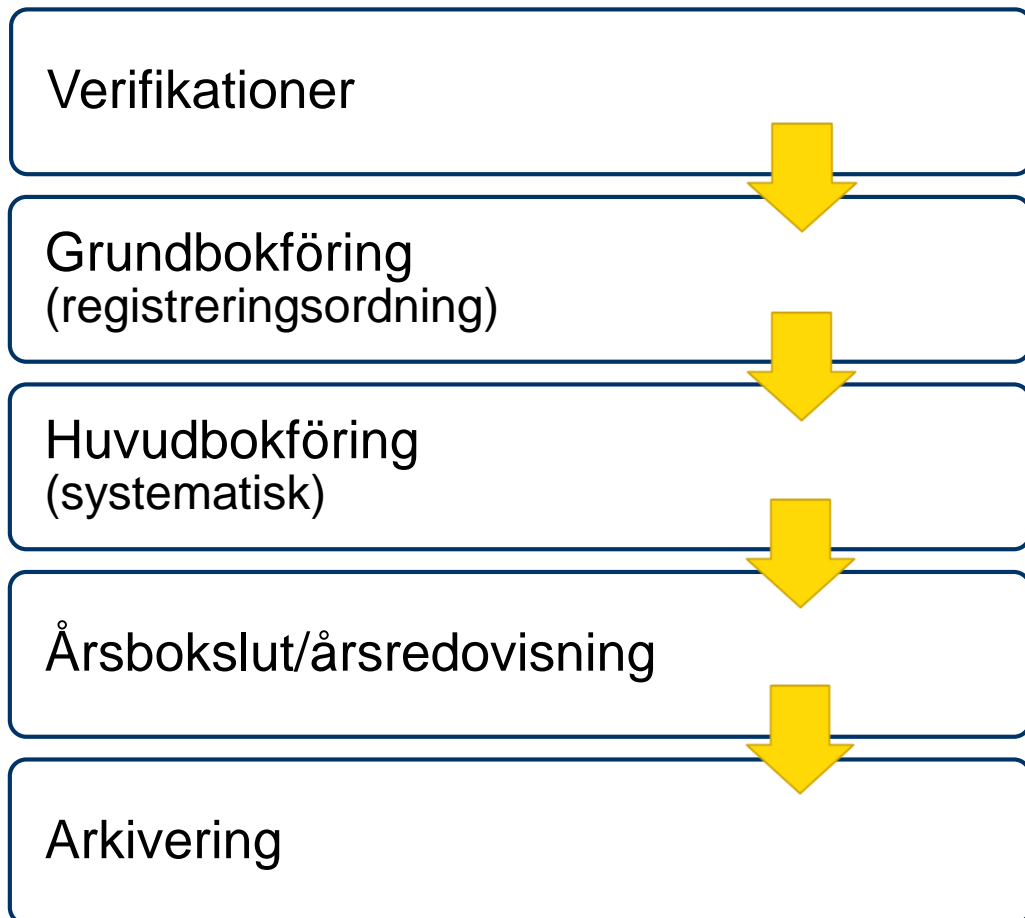 Verifikationer
Grundbokföring
(registreringsordning)
Huvudbokföring
(systematisk)
Årsbokslut/årsredovisning
Arkivering